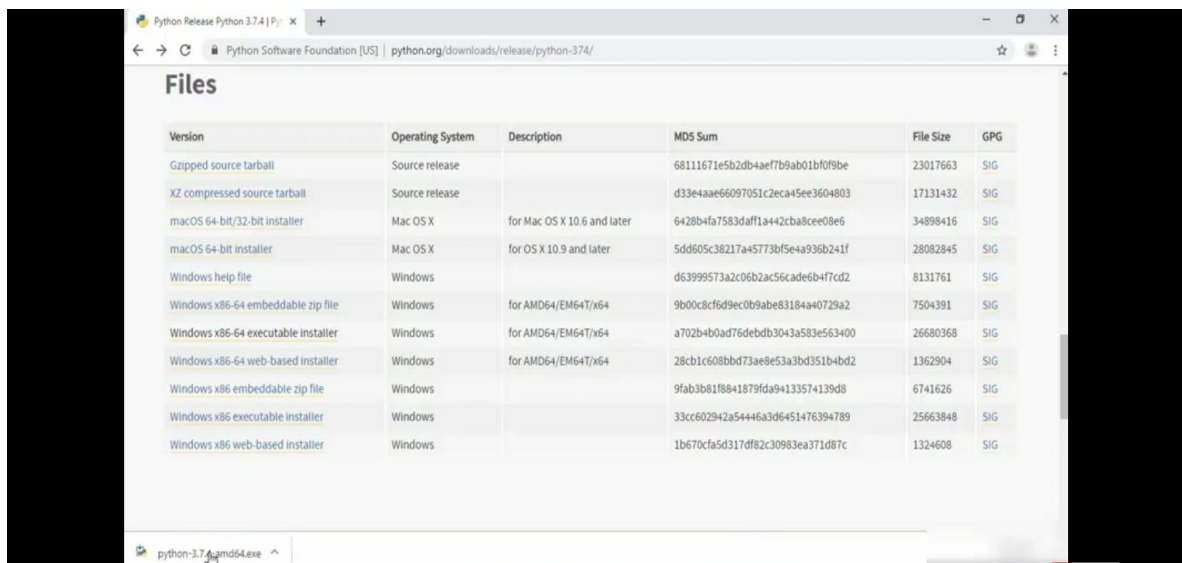 Python Release Python 3.7.4 | Py
Python Software Foundation [US] | python.org/downloads/release/python-374/
Files
Version Operating System Description MD5 Sum File Size GPG
Gzipped source tarball Source release 68111671e5b2db4aef7b9ab01bf0f9be 23017663 SIG
XZ compressed source tarball Source release d33e4aae66097051c2eca45ee3604803 17131432 SIG
macOS 64-bit/32-bit installer Mac OS X for Mac OS X 10.6 and later 6428b4fa7583daff1a442cba8cee08e6 34898416 SIG
macOS 64-bit installer Mac OS X for OS X 10.9 and later 5dd605c38217a45773bf5e4a936b241f 28082845 SIG
Windows help file Windows d63999573a2c06b2ac56cade6b4f7cd2 8131761 SIG
Windows x86-64 embeddable zip file Windows for AMD64/EM64T/x64 9b00c8cf6d9ec0b9abe83184a40729a2 7504391 SIG
Windows x86-64 executable installer Windows for AMD64/EM64T/x64 a702b4b0ad76debdb3043a583e563400 26680368 SIG
Windows x86-64 web-based installer Windows for AMD64/EM64T/x64 28cb1c608bbd73ae8e53a3bd351b4bd2 1362904 SIG
Windows x86 embeddable zip file Windows 9fab3b81f8841879fda94133574139d8 6741626 SIG
Windows x86 executable installer Windows 33cc602942a54446a3d6451476394789 25663848 SIG
Windows x86 web-based installer Windows 1b670cfa5d317df82c30983ea371d87c 1324608 SIG
python-3.7.4-amd64.exe